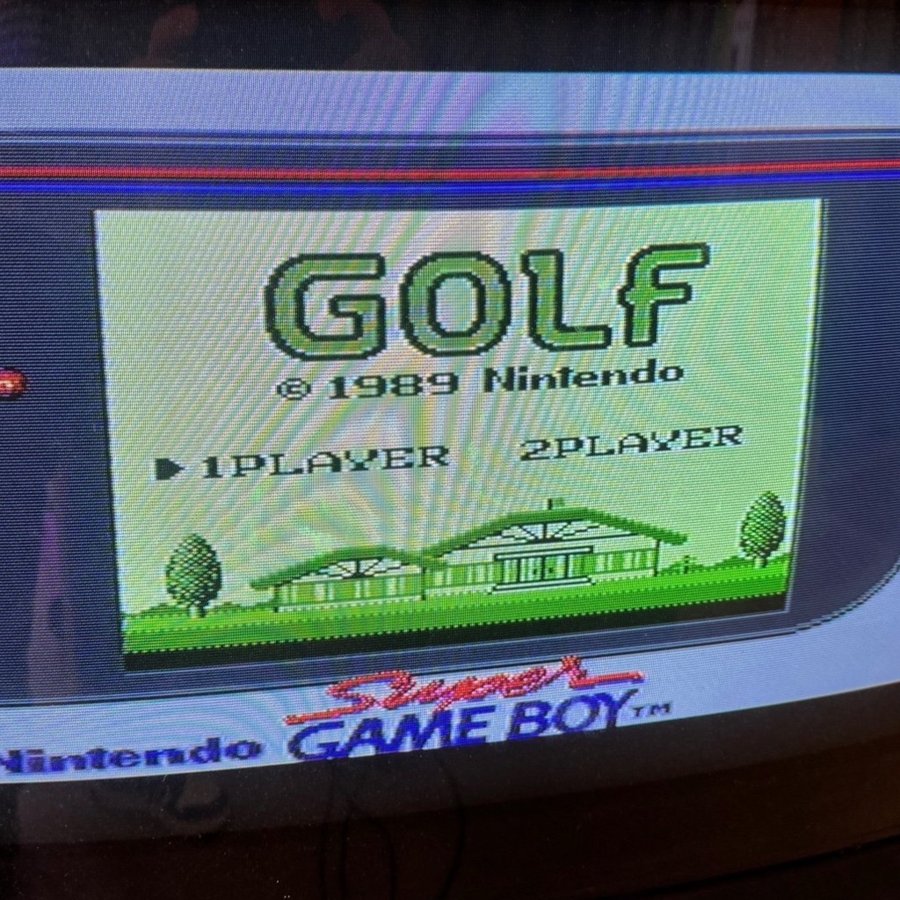 GOLF
© 1989 Nintendo
▶1PLAYER 2PLAYER
Super
Nintendo GAME BOY™